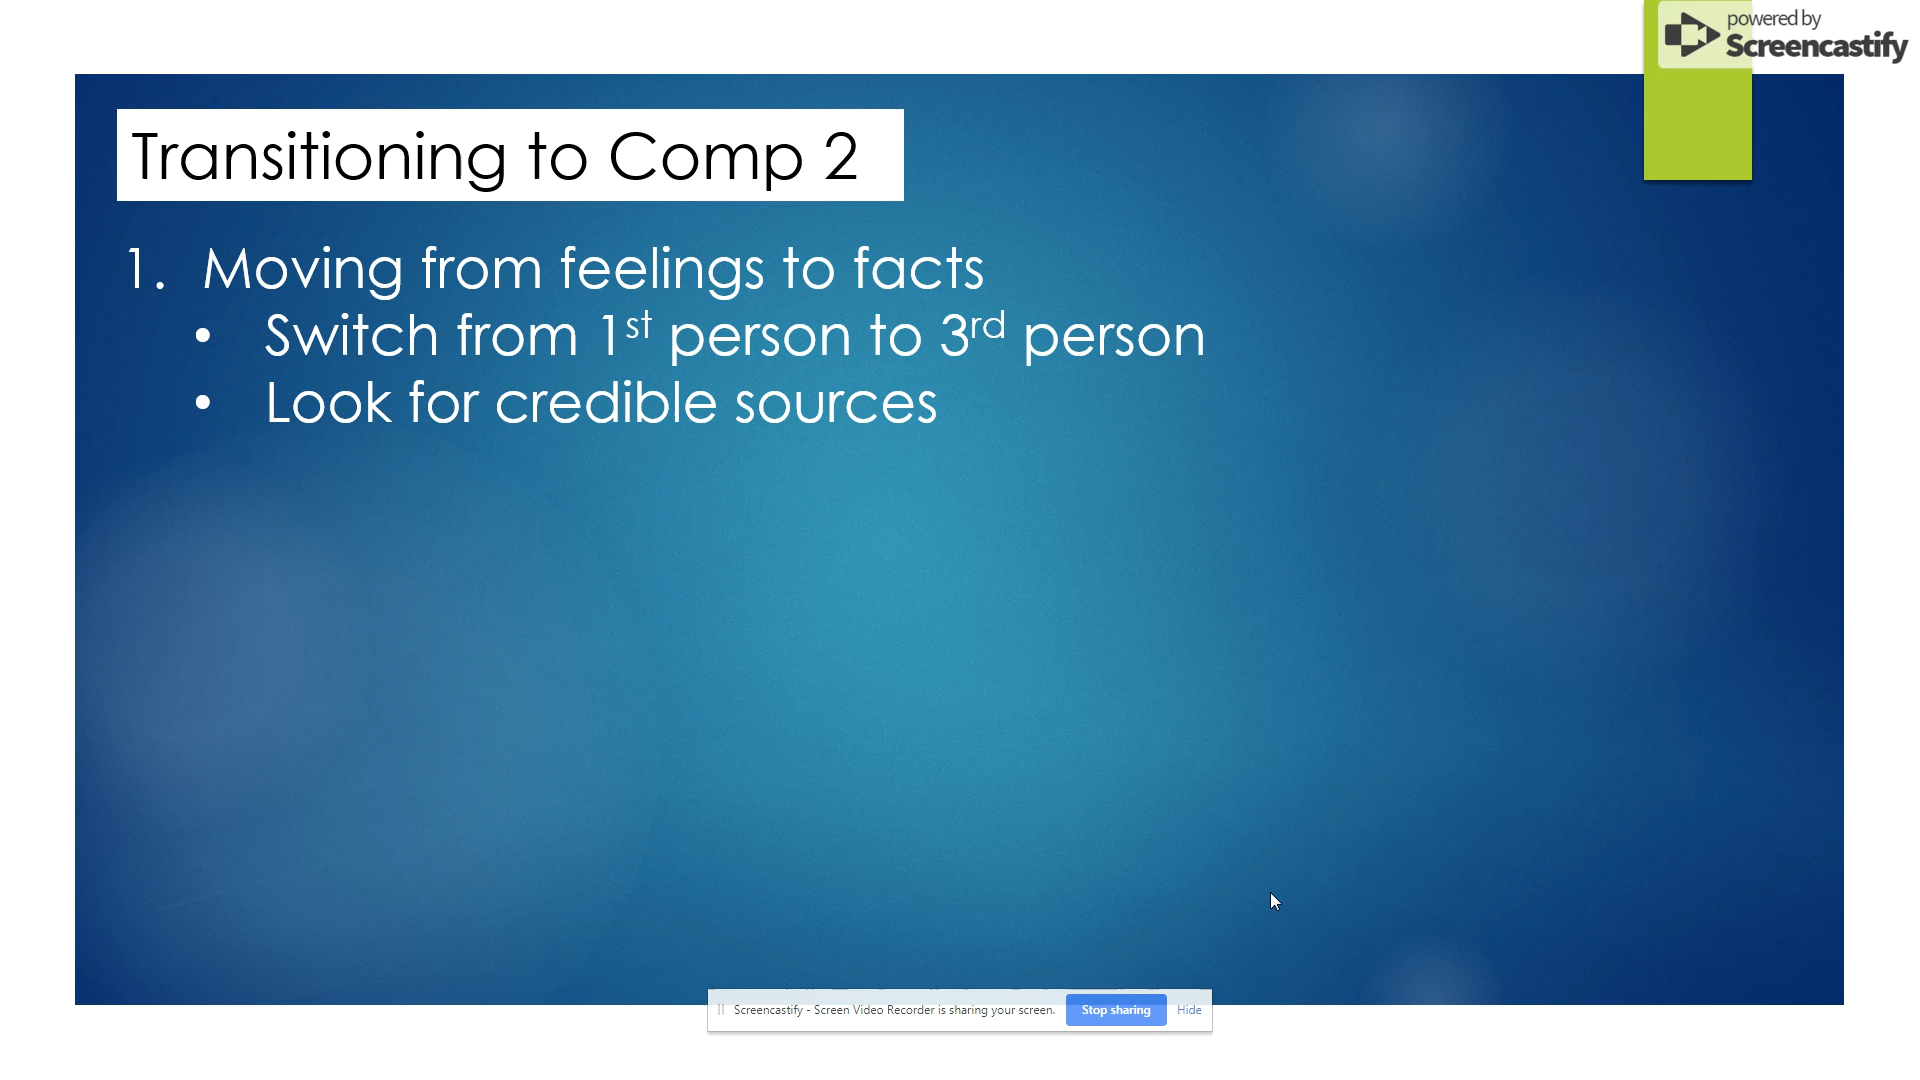 powered by
Screencastify
Transitioning to Comp 2
1. Moving from feelings to facts
• Switch from 1st person to 3rd person
• Look for credible sources
Screencastify - Screen Video Recorder is sharing your screen. Stop sharing Hide